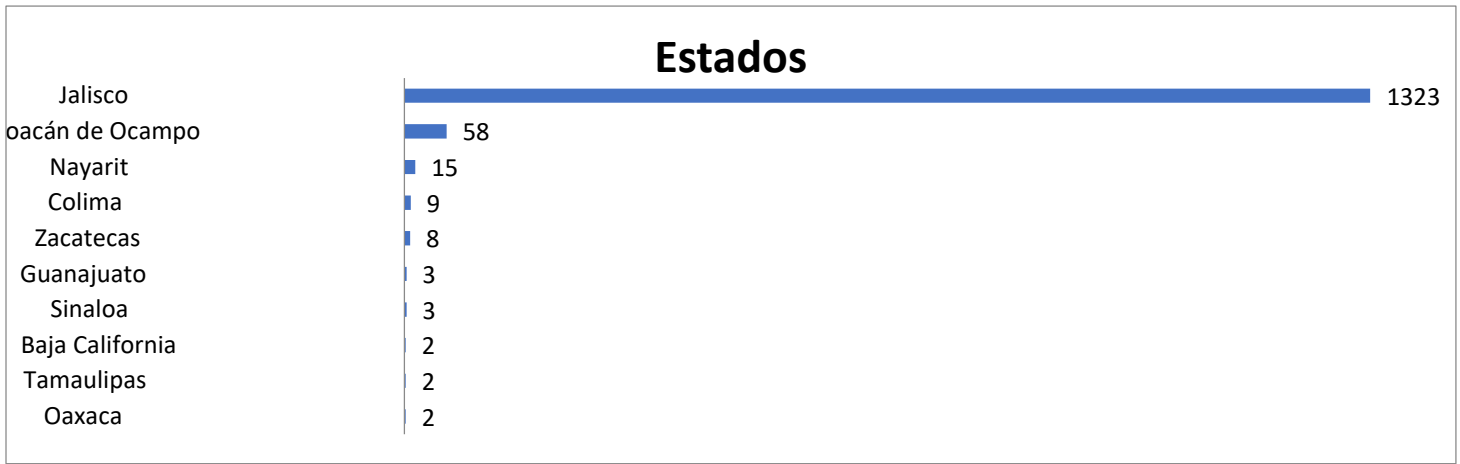 Estados
Jalisco 1323
oacán de Ocampo 58
Nayarit 15
Colima 9
Zacatecas 8
Guanajuato 3
Sinaloa 3
Baja California 2
Tamaulipas 2
Oaxaca 2